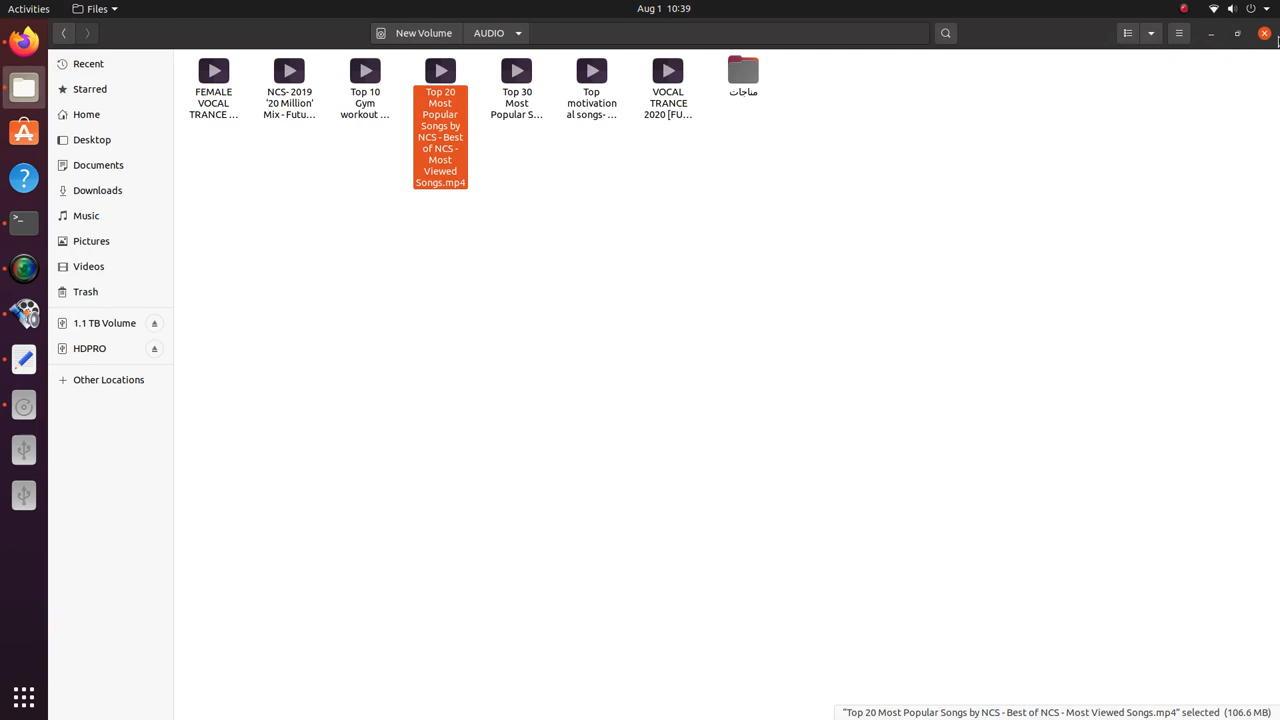 Activities
Files
Aug 1 10:39
New Volume
AUDIO
Recent
Starred
Home
Desktop
Documents
Downloads
Music
Pictures
Videos
Trash
1.1 TB Volume
HDPRO
+ Other Locations
FEMALE
VOCAL
TRANCE ...
NCS- 2019
'20 Million'
Mix - Futu...
Top 10
Gym
workout ...
Top 20
Most
Popular
Songs by
NCS - Best
of NCS -
Most
Viewed
Songs.mp4
Top 30
Most
Popular S...
Top
motivation
al songs- ...
VOCAL
TRANCE
2020 [FU...
مناجات
"Top 20 Most Popular Songs by NCS - Best of NCS - Most Viewed Songs.mp4" selected (106.6 MB)